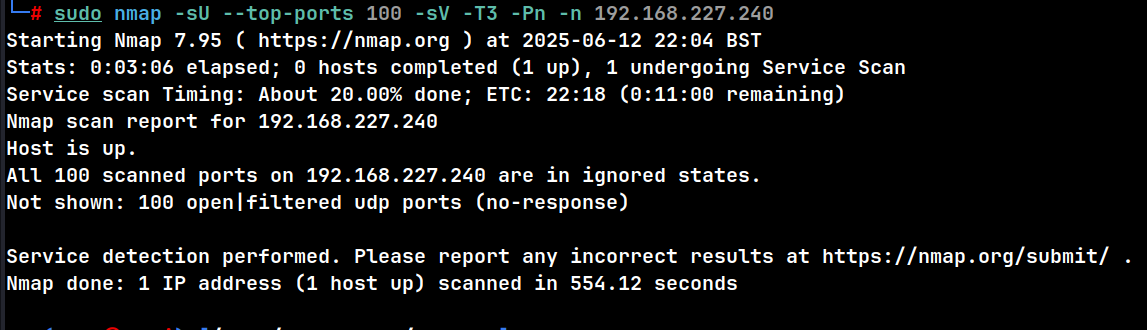 # sudo nmap -sU --top-ports 100 -sV -T3 -Pn -n 192.168.227.240
Starting Nmap 7.95 ( https://nmap.org ) at 2025-06-12 22:04 BST
Stats: 0:03:06 elapsed; 0 hosts completed (1 up), 1 undergoing Service Scan
Service scan Timing: About 20.00% done; ETC: 22:18 (0:11:00 remaining)
Nmap scan report for 192.168.227.240
Host is up.
All 100 scanned ports on 192.168.227.240 are in ignored states.
Not shown: 100 open|filtered udp ports (no-response)
Service detection performed. Please report any incorrect results at https://nmap.org/submit/ .
Nmap done: 1 IP address (1 host up) scanned in 554.12 seconds